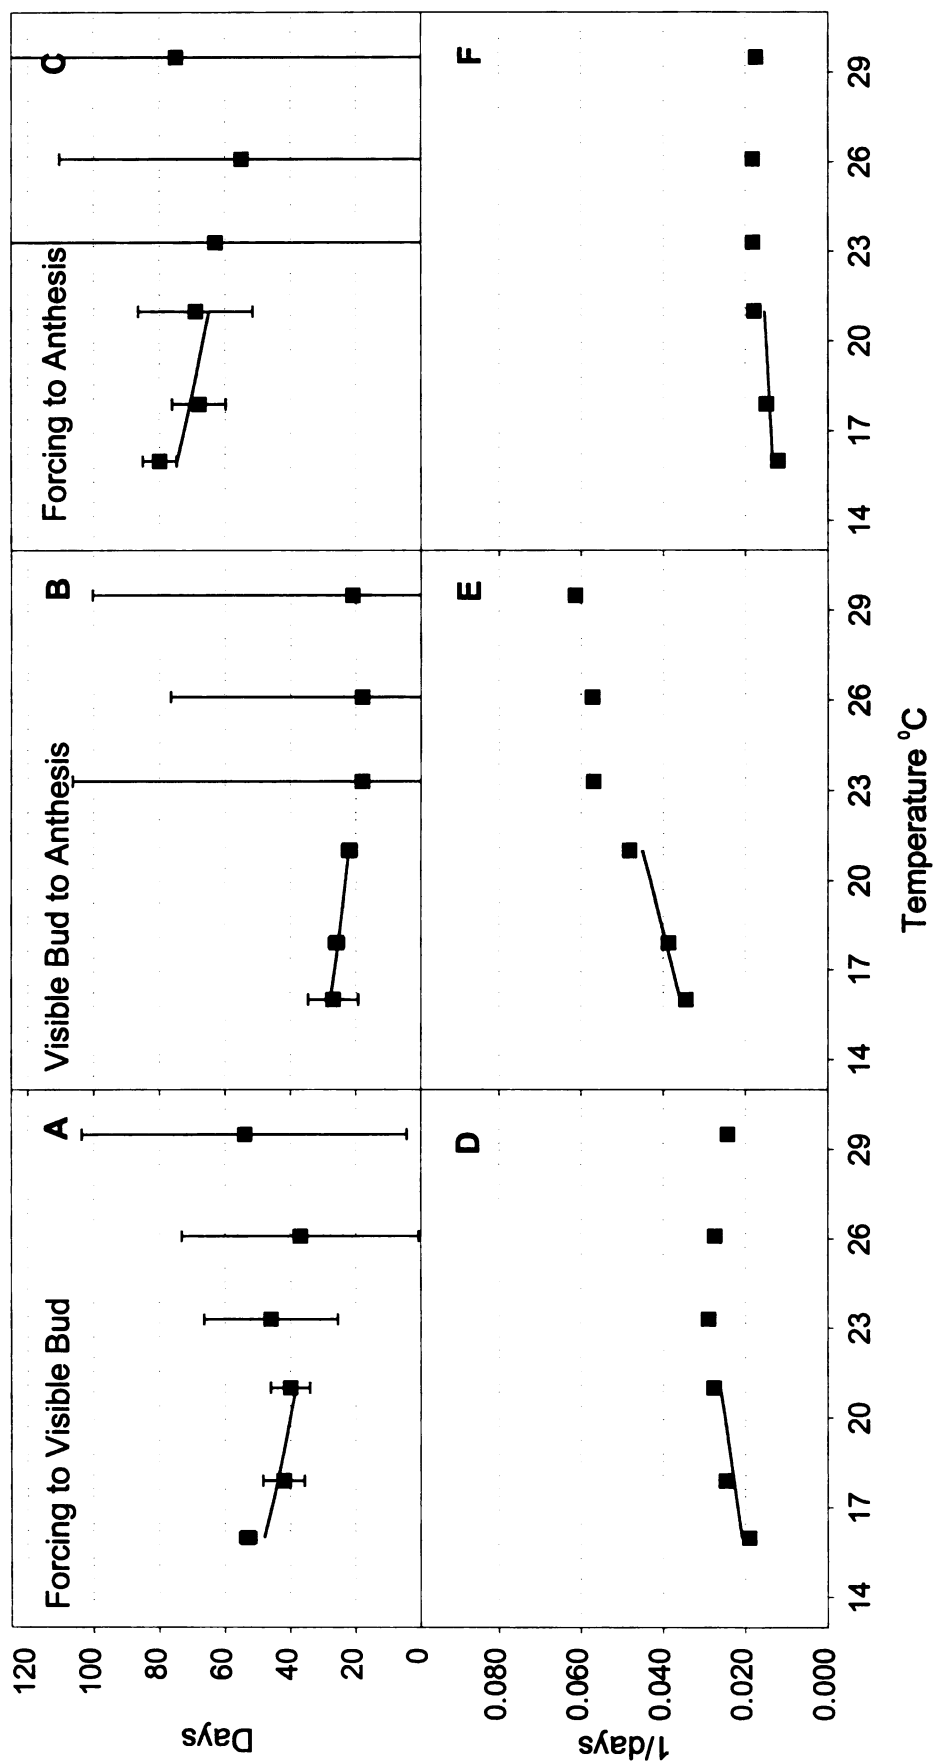 Forcing to Visible Bud
A
Visible Bud to Anthesis
B
Forcing to Anthesis
C
120
100
80
60
40
20
0
Days
D
E
F
0.080
0.060
0.040
0.020
0.000
1/days
14 17 20 23 26 29
14 17 20 23 26 29
14 17 20 23 26 29
Temperature ⁰C